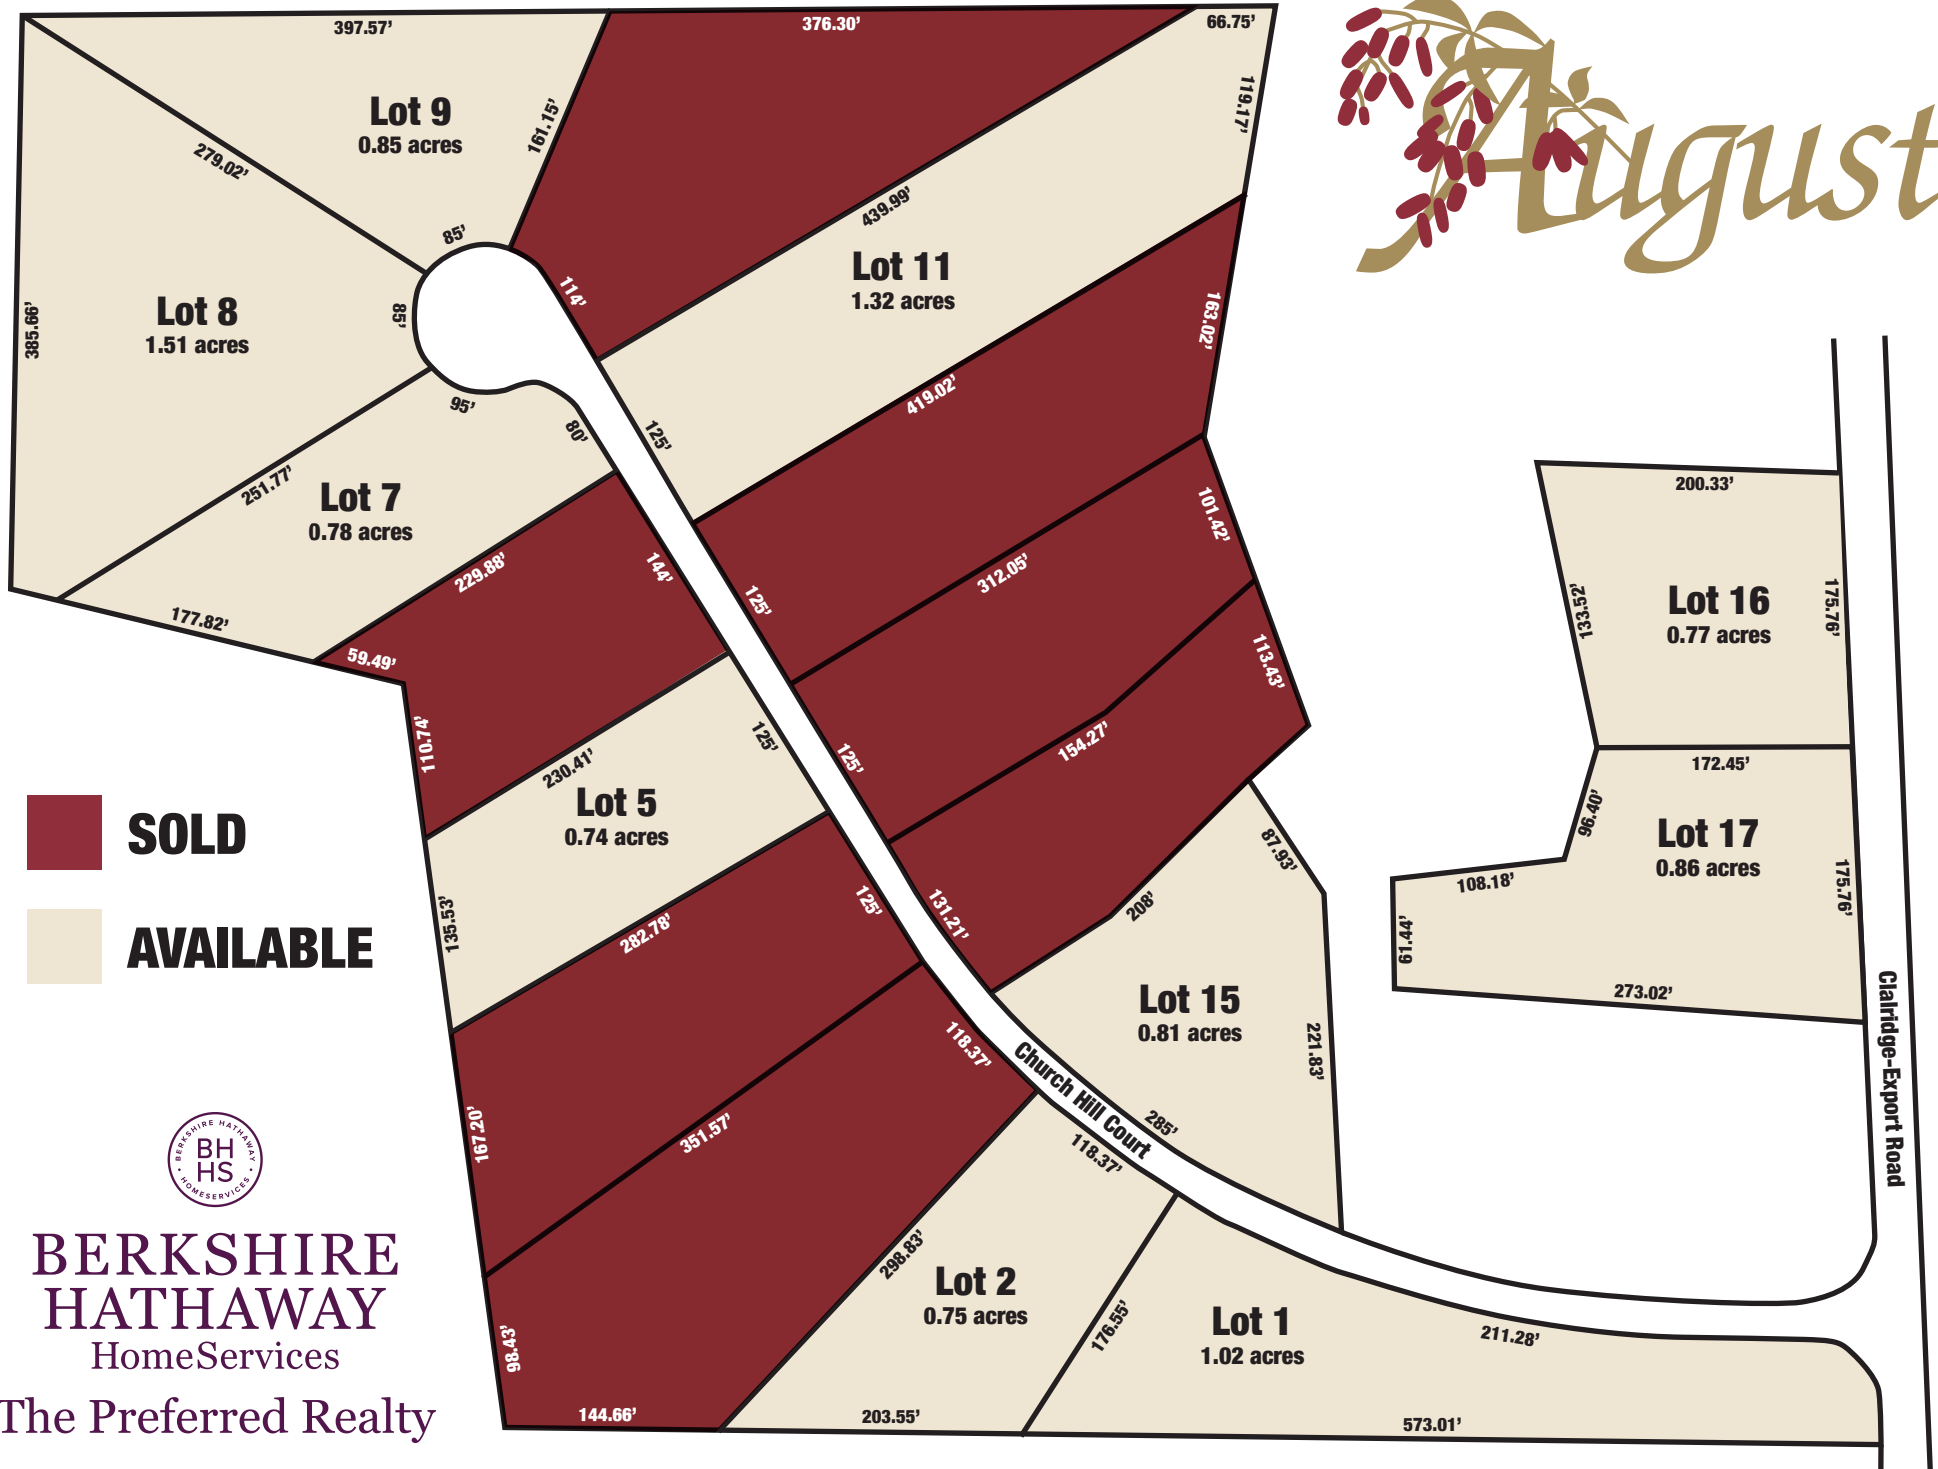 August
397.57’
376.30’
66.75’
119.17’
161.15’
Lot 9
0.85 acres
279.02’
439.99’
85’
Lot 11
1.32 acres
114’
Lot 8
1.51 acres
385.66’
85’
163.02’
419.02’
95’
80’
125’
251.77’
Lot 7
0.78 acres
229.88’
144’
177.82’
59.49’
101.42’
312.05’
125’
113.43’
154.27’
110.74’
125’
125’
230.41’
Lot 5
0.74 acres
200.33’
133.52’
Lot 16
0.77 acres
175.76’
172.45’
96.40’
Lot 17
0.86 acres
175.76’
108.18’
61.44’
273.02’
SOLD
AVAILABLE
135.53’
282.78’
125’
131.21’
87.93’
208’
Lot 15
0.81 acres
221.83’
Clalridge-Export Road
118.37’
Church Hill Court
285’
118.37’
167.20’
351.57’
298.83’
Lot 2
0.75 acres
176.55’
Lot 1
1.02 acres
211.28’
98.43’
144.66’
203.55’
573.01’
BERKSHIRE HATHAWAY
BH
HS
HOMESERVICES
BERKSHIRE
HATHAWAY
HomeServices
The Preferred Realty